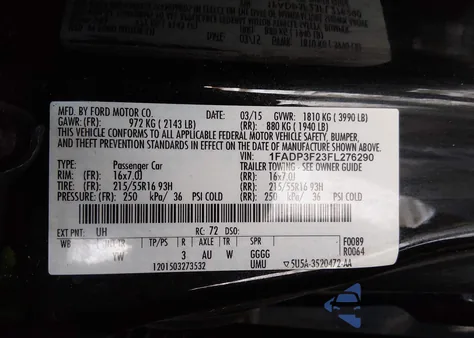 MFD. BY FORD MOTOR CO. DATE: 03/15 GVWR: 1810 KG (3990 LB)
GAWR: (FR): 972 KG (2143 LB) (RR): 880 KG (1940 LB)
THIS VEHICLE CONFORMS TO ALL APPLICABLE FEDERAL MOTOR VEHICLE SAFETY, BUMPER,
AND THEFT PREVENTION STANDARDS IN EFFECT ON THE DATE OF MANUFACTURE SHOWN ABOVE.
VIN: 1FADP3F23FL276290
TYPE: Passenger Car TRAILER TOWING - SEE OWNER GUIDE
RIM: (FR) 16x7.0J (RR): 16x7.0J
TIRE: 215/55R16 93H (RR): 215/55R16 93H
PRESSURE: (FR) 250 kPa/ 36 PSI COLD (RR): 250 kPa/ 36 PSI COLD
EXT PNT: UH RC: 72 DSO: F0089
WB TP/PS R AXLE TR SPR R0064
YW 3 AU W GGGG
1201503273532 UMU 5U5A-3520472-AA